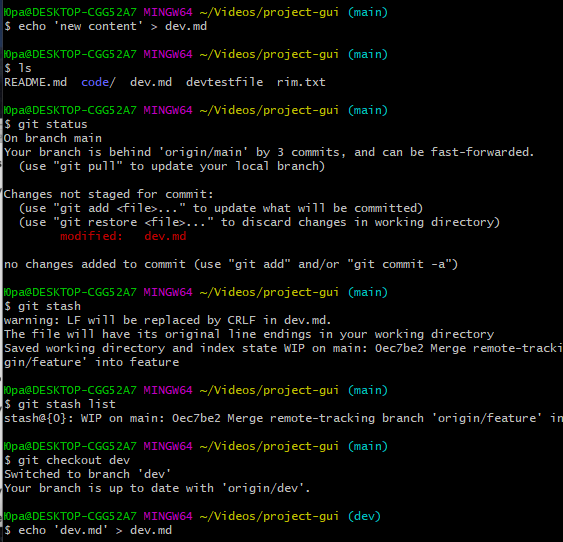 Юра@DESKTOP-CGG52A7 MINGW64 ~/Videos/project-gui (main)
$ echo 'new content' > dev.md
Юра@DESKTOP-CGG52A7 MINGW64 ~/Videos/project-gui (main)
$ ls
README.md code/ dev.md devtestfile rim.txt
Юра@DESKTOP-CGG52A7 MINGW64 ~/Videos/project-gui (main)
$ git status
On branch main
Your branch is behind 'origin/main' by 3 commits, and can be fast-forwarded.
(use "git pull" to update your local branch)
Changes not staged for commit:
(use "git add <file>..." to update what will be committed)
(use "git restore <file>..." to discard changes in working directory)
modified: dev.md
no changes added to commit (use "git add" and/or "git commit -a")
Юра@DESKTOP-CGG52A7 MINGW64 ~/Videos/project-gui (main)
$ git stash
warning: LF will be replaced by CRLF in dev.md.
The file will have its original line endings in your working directory
Saved working directory and index state WIP on main: 0ec7be2 Merge remote-tracki
gin/feature' into feature
Юра@DESKTOP-CGG52A7 MINGW64 ~/Videos/project-gui (main)
$ git stash list
stash@{0}: WIP on main: 0ec7be2 Merge remote-tracking branch 'origin/feature' in
Юра@DESKTOP-CGG52A7 MINGW64 ~/Videos/project-gui (main)
$ git checkout dev
Switched to branch 'dev'
Your branch is up to date with 'origin/dev'.
Юра@DESKTOP-CGG52A7 MINGW64 ~/Videos/project-gui (dev)
$ echo 'dev.md' > dev.md